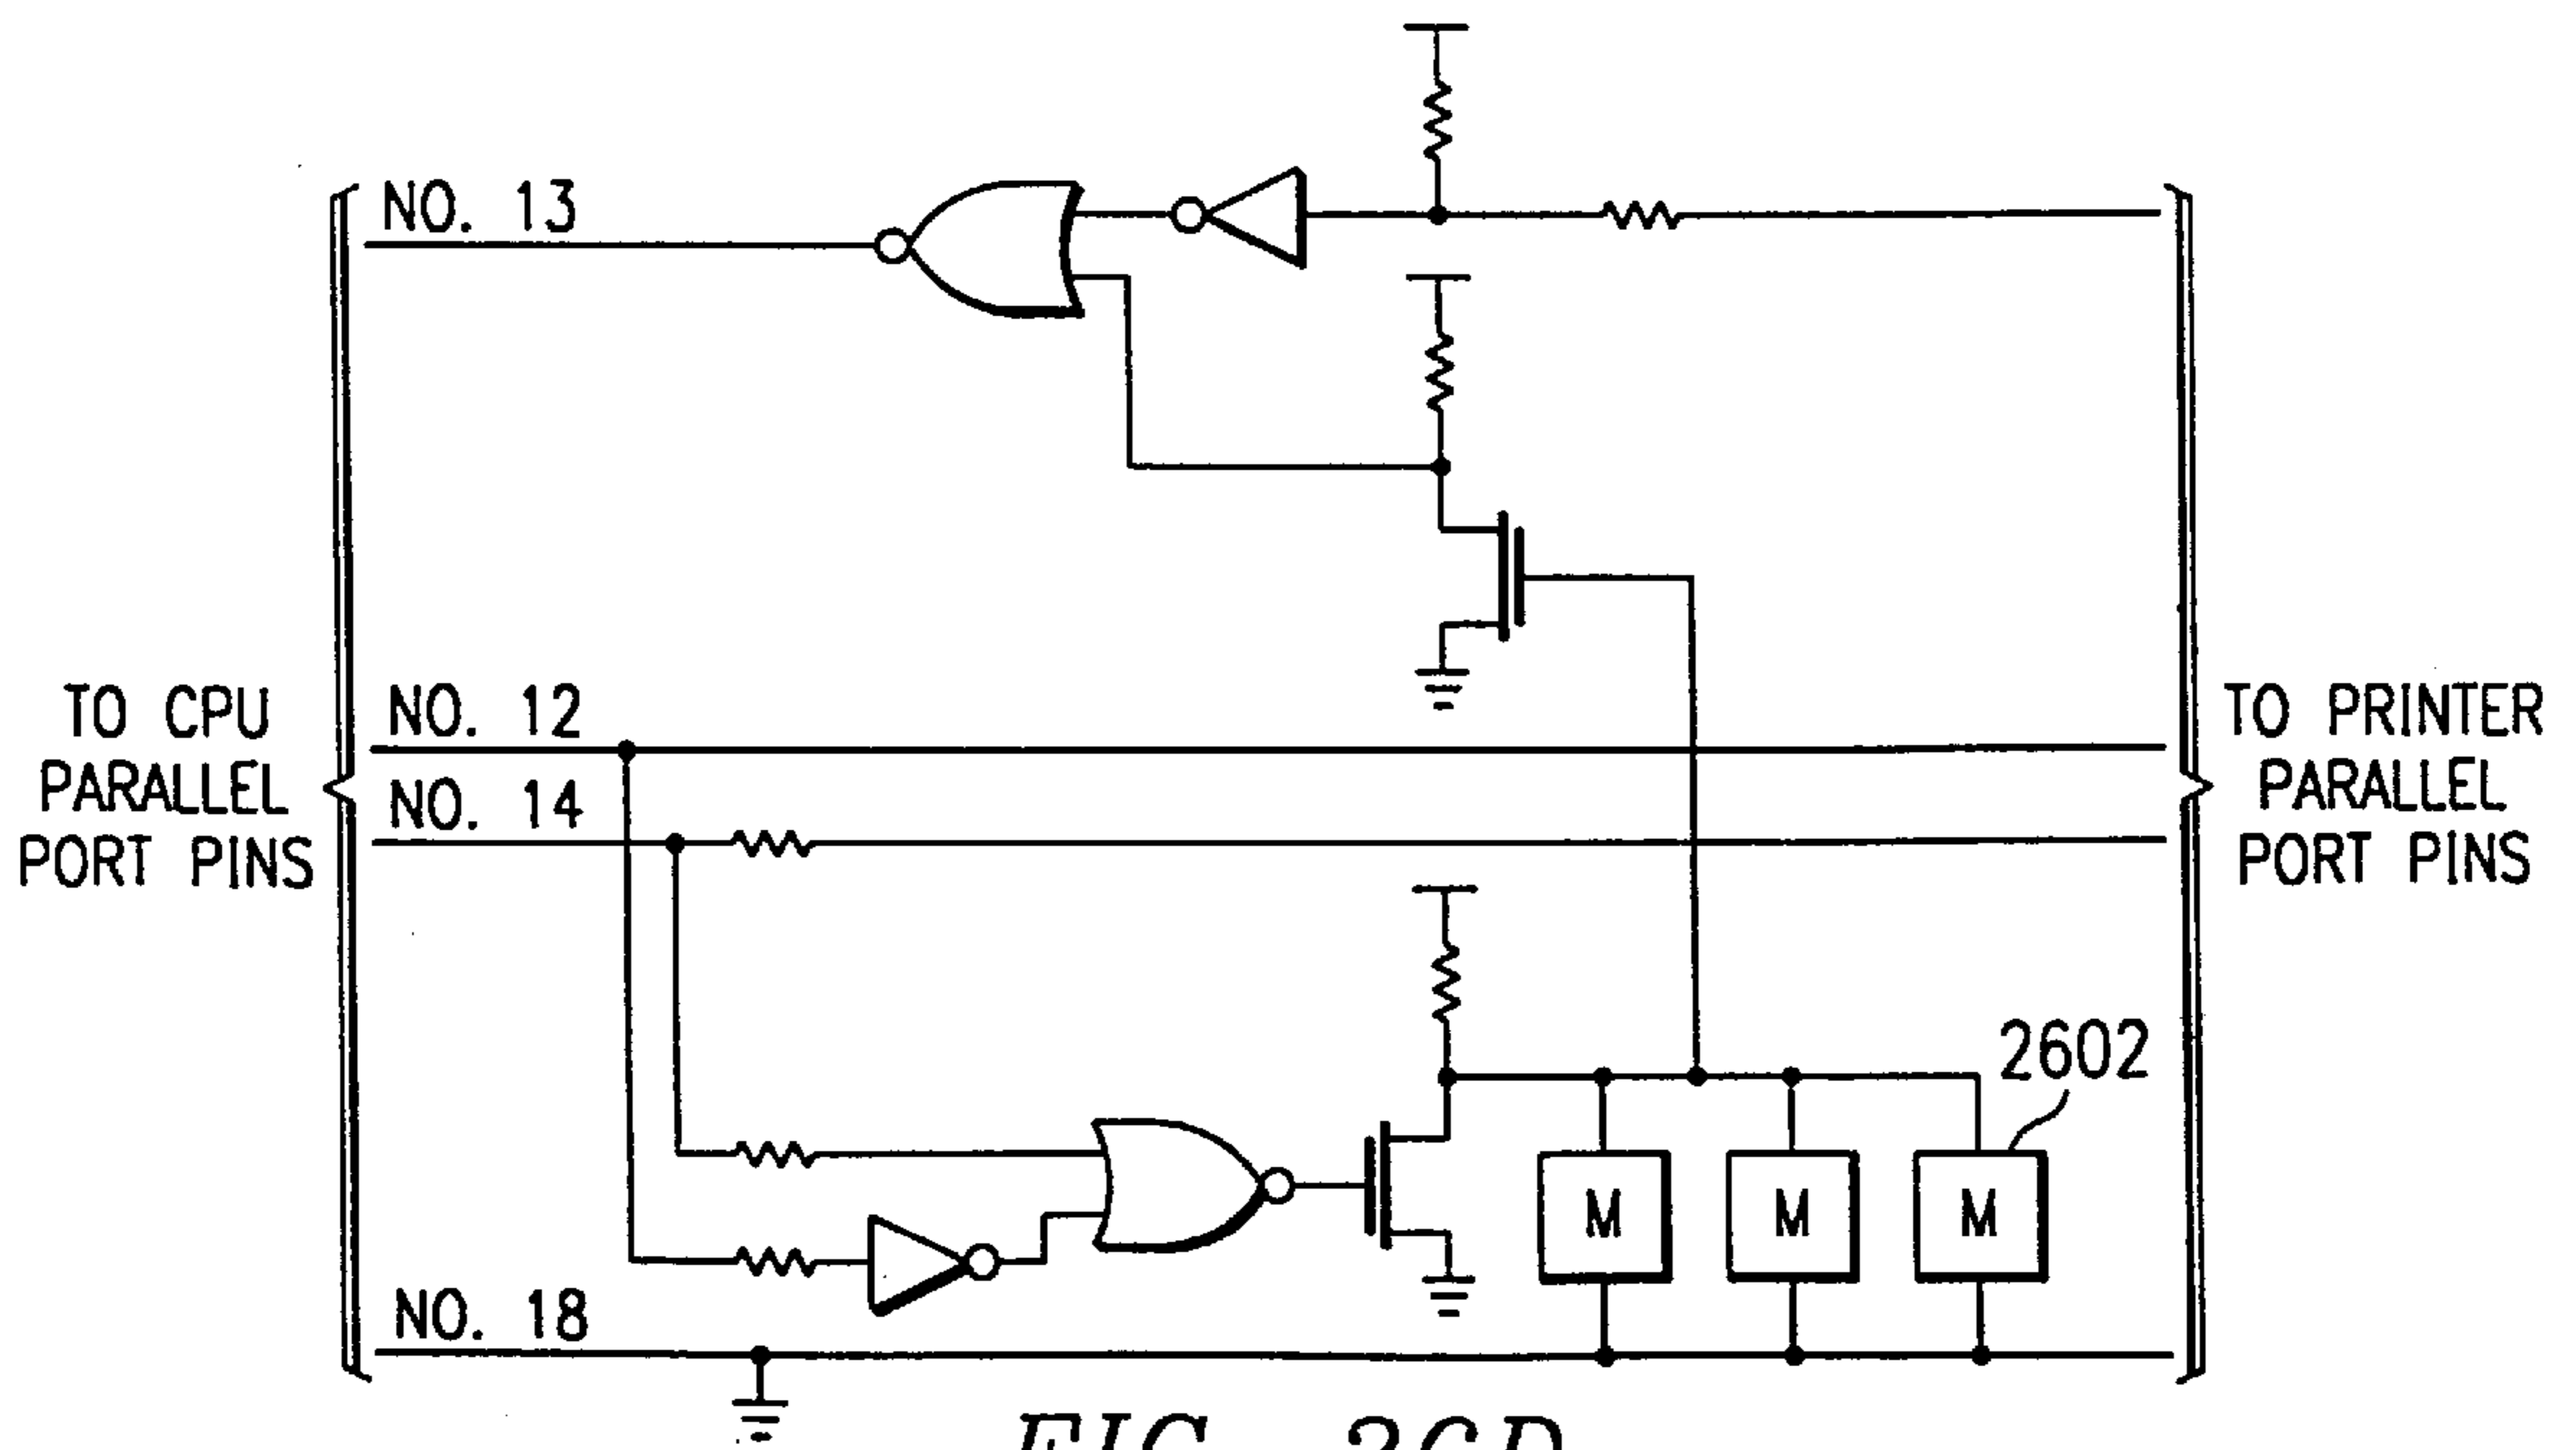 NO. 13
TO CPU
PARALLEL
PORT PINS
NO. 12
NO. 14
TO PRINTER
PARALLEL
PORT PINS
2602
M M M
NO. 18